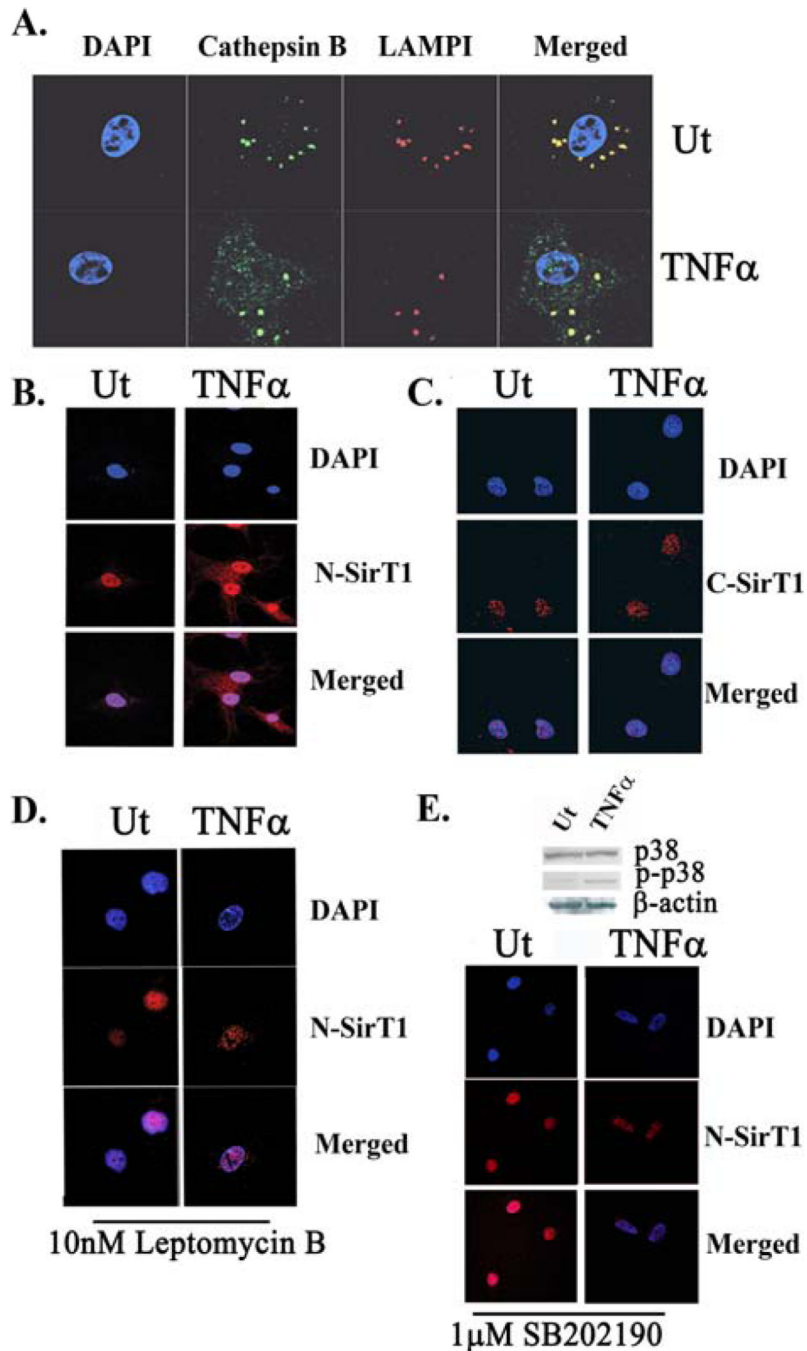 A.
DAPI Cathepsin B LAMPI Merged
Ut
TNFα
B.
Ut TNFα
DAPI
N-SirT1
Merged
C.
Ut TNFα
DAPI
C-SirT1
Merged
D.
Ut TNFα
DAPI
N-SirT1
Merged
10nM Leptomycin B
E.
Ut TNFα
p38
p-p38
β-actin
Ut TNFα
DAPI
N-SirT1
Merged
1μM SB202190